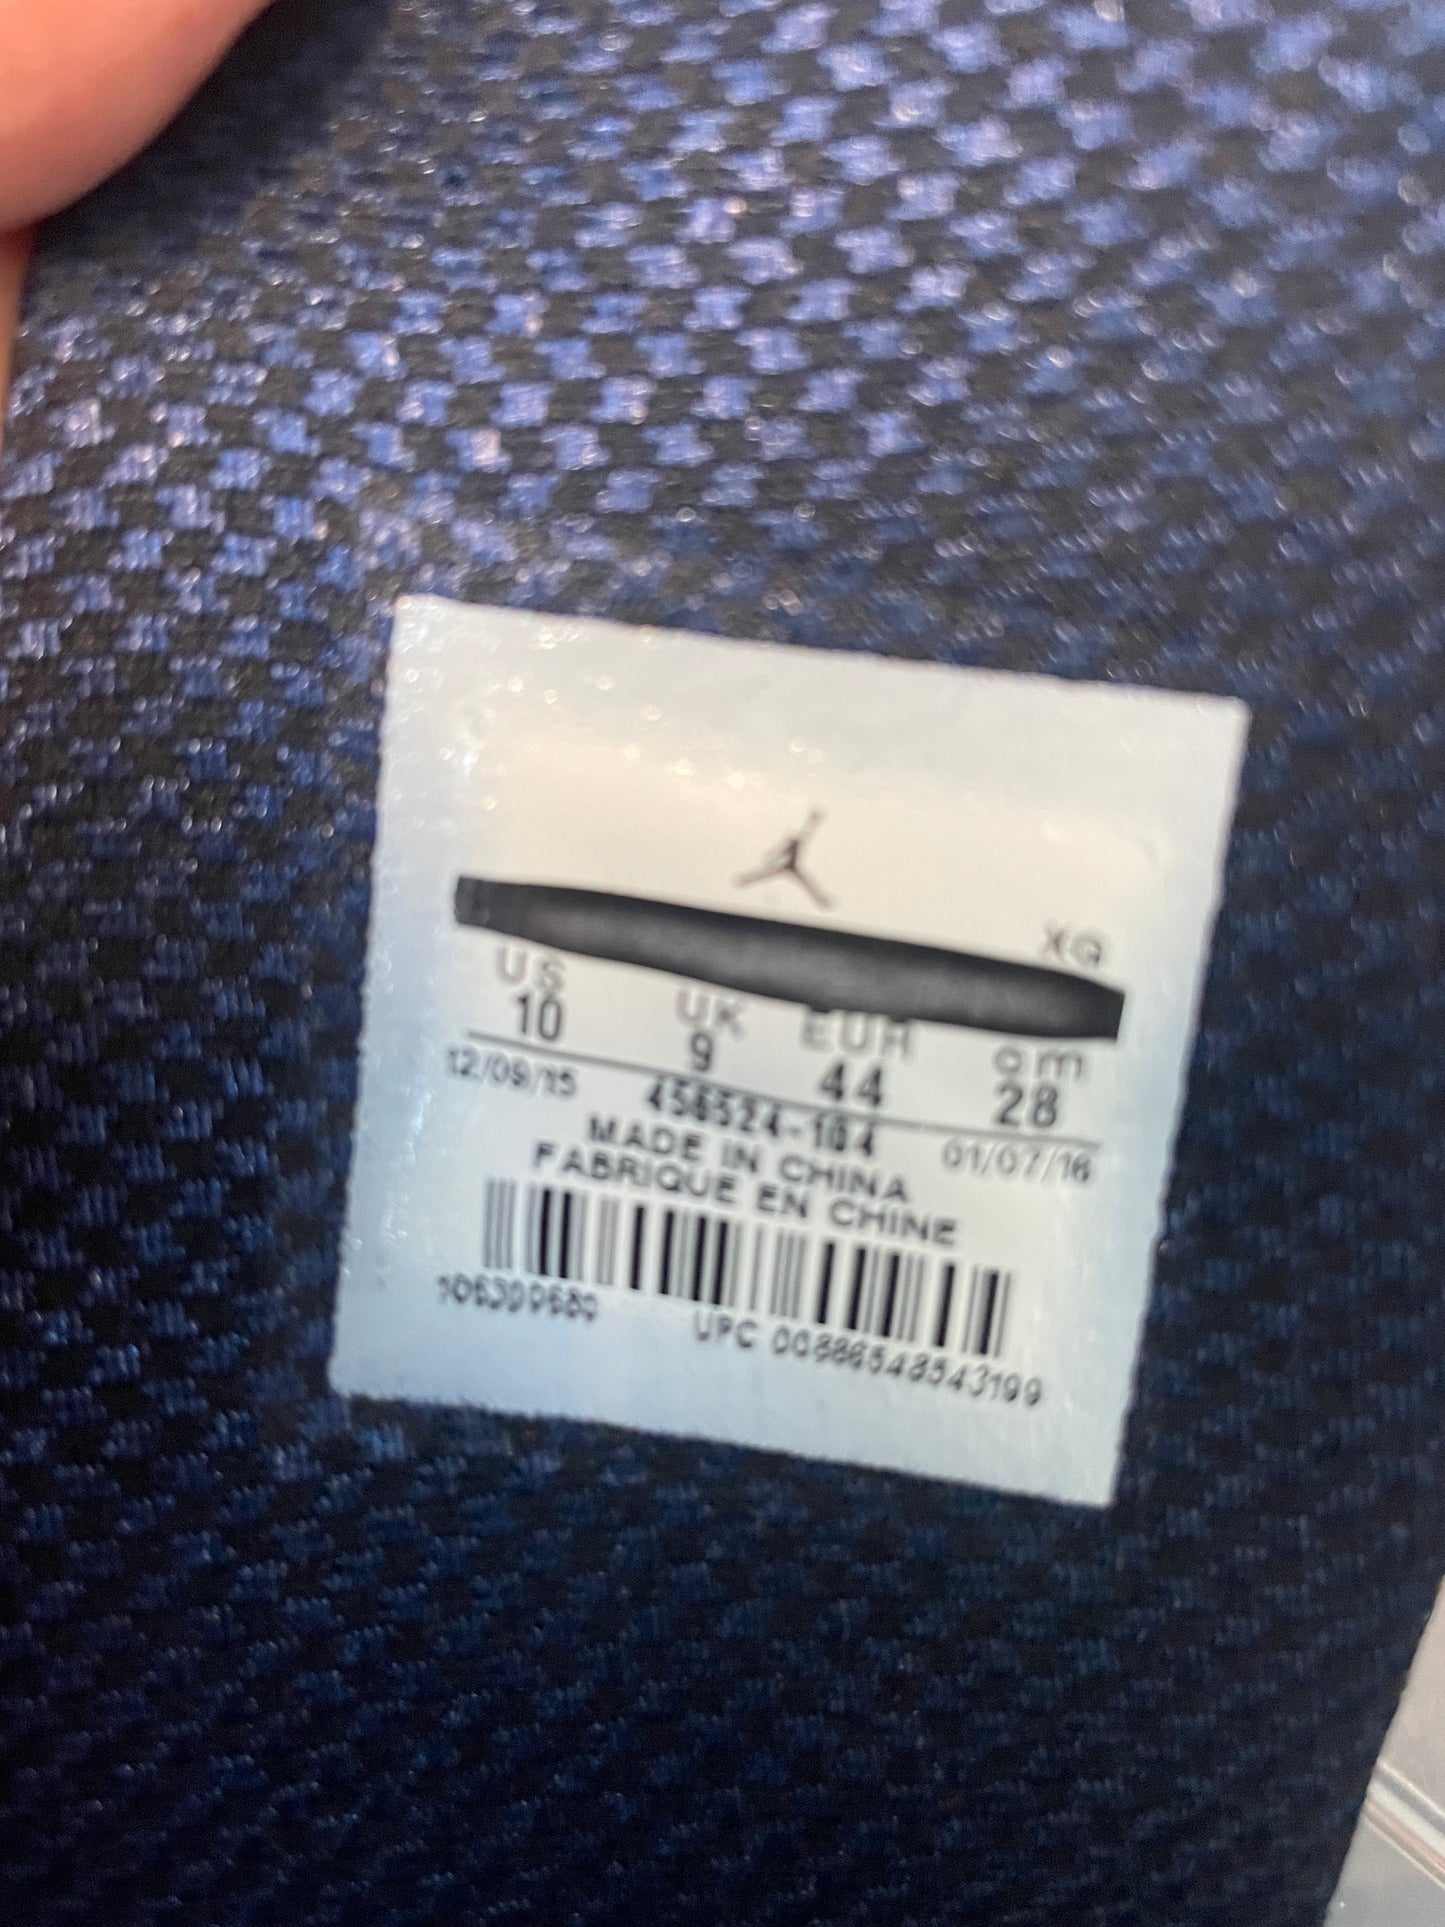 XG
US UK EUR cm
10 9 44 28
12/09/15 456524-104 01/07/16
MADE IN CHINA
FABRIQUE EN CHINE
UPC 00886548543199